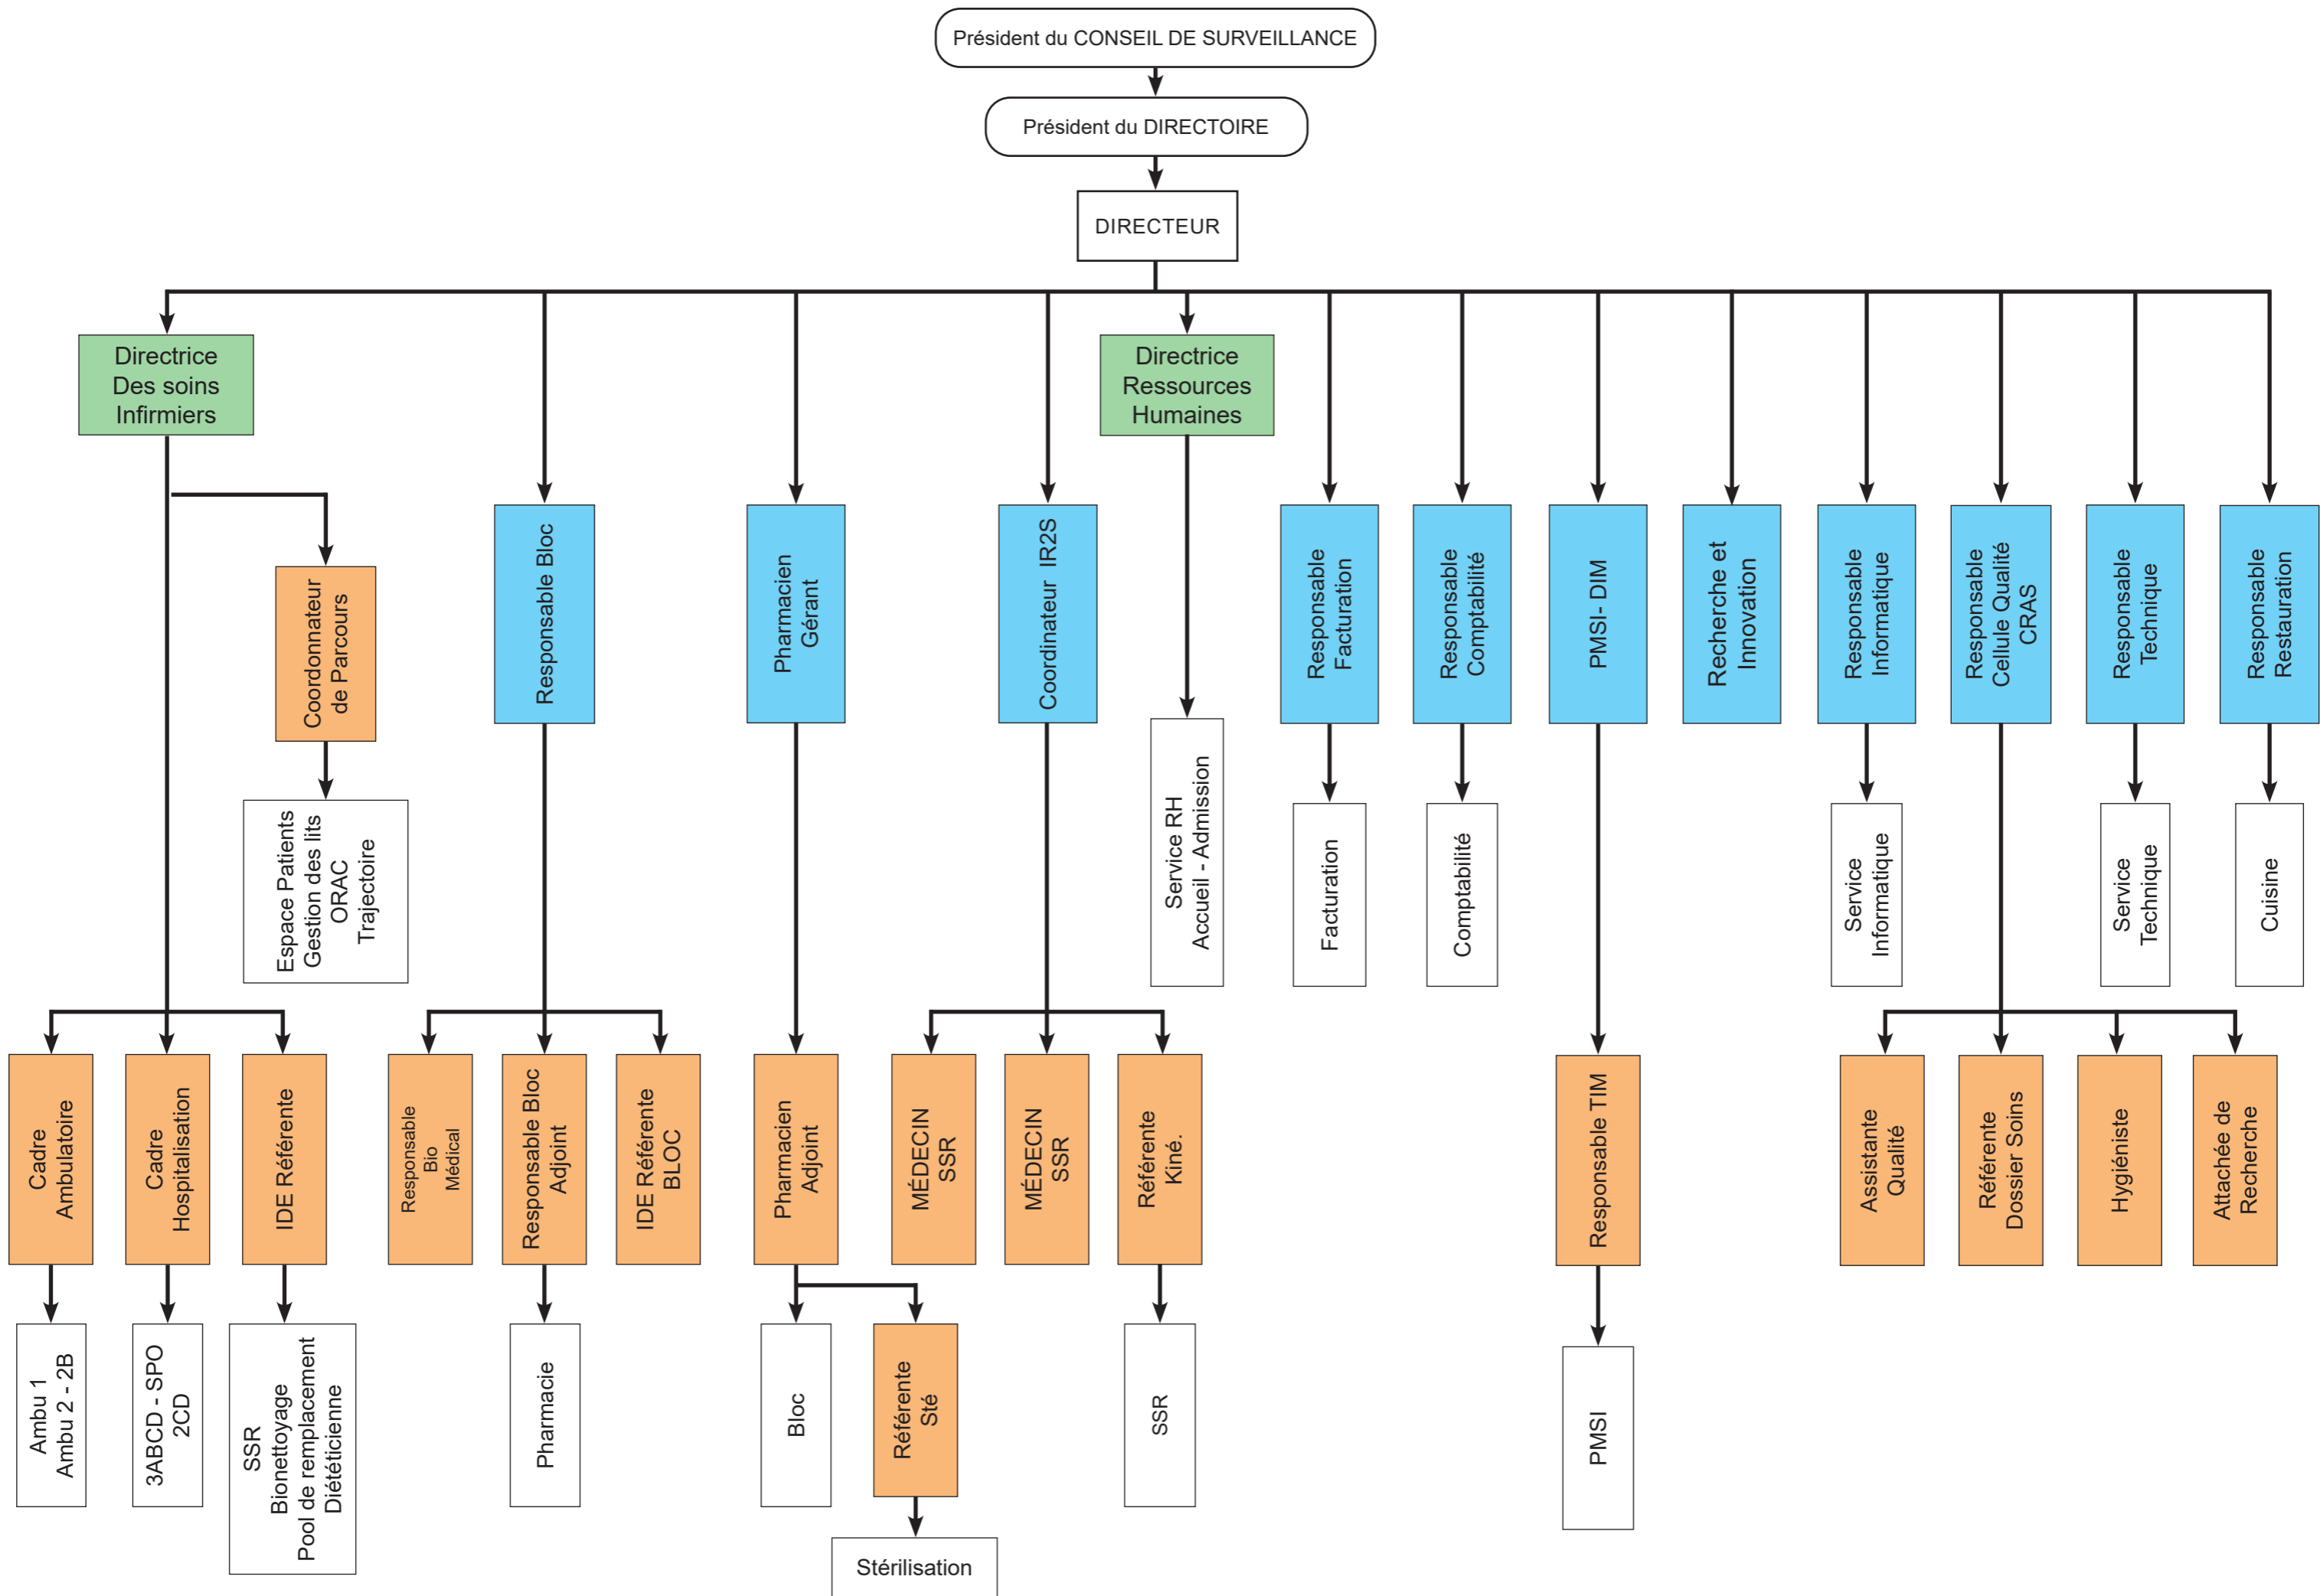 Président du CONSEIL DE SURVEILLANCE
Président du DIRECTOIRE
DIRECTEUR
Directrice
Des soins
Infirmiers
Directrice
Ressources
Humaines
Coordonnateur
de Parcours
Responsable Bloc
Pharmacien
Gérant
Coordinateur IR2S
Responsable
Facturation
Responsable
Comptabilité
PMSI- DIM
Recherche et
Innovation
Responsable
Informatique
Responsable
Cellule Qualité
CRAS
Responsable
Technique
Responsable
Restauration
Espace Patients
Gestion des lits
ORAC
Trajectoire
Service RH
Accueil - Admission
Facturation
Comptabilité
Service
Informatique
Service
Technique
Cuisine
Cadre
Ambulatoire
Cadre
Hospitalisation
IDE Référente
Responsable
Bio
Médical
Responsable Bloc
Adjoint
IDE Référente
BLOC
Pharmacien
Adjoint
MÉDECIN
SSR
MÉDECIN
SSR
Référente
Kiné.
Responsable TIM
Assistante
Qualité
Référente
Dossier Soins
Hygiéniste
Attachée de
Recherche
Ambu 1
Ambu 2 - 2B
3ABCD - SPO
2CD
SSR
Bionettoyage
Pool de remplacement
Diététicienne
Pharmacie
Bloc
Référente
Sté
SSR
PMSI
Stérilisation